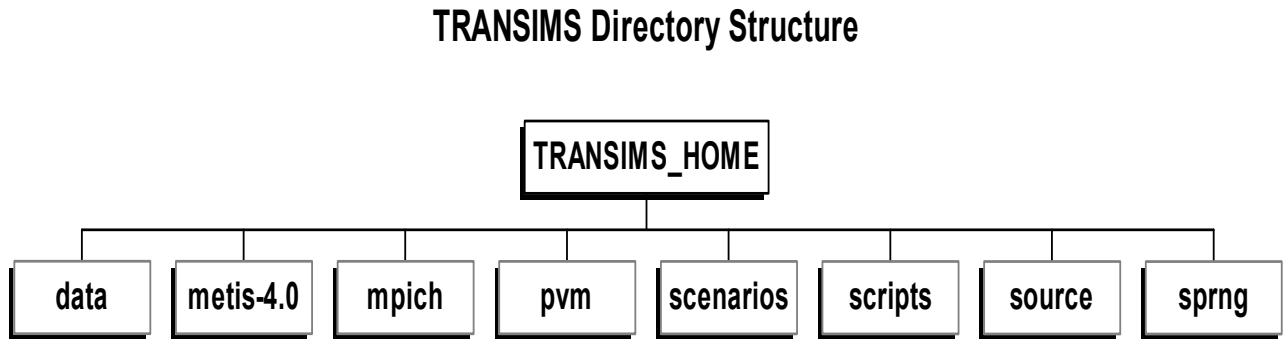 TRANSIMS Directory Structure
TRANSIMS_HOME
data
metis-4.0
mpich
pvm
scenarios
scripts
source
sprng